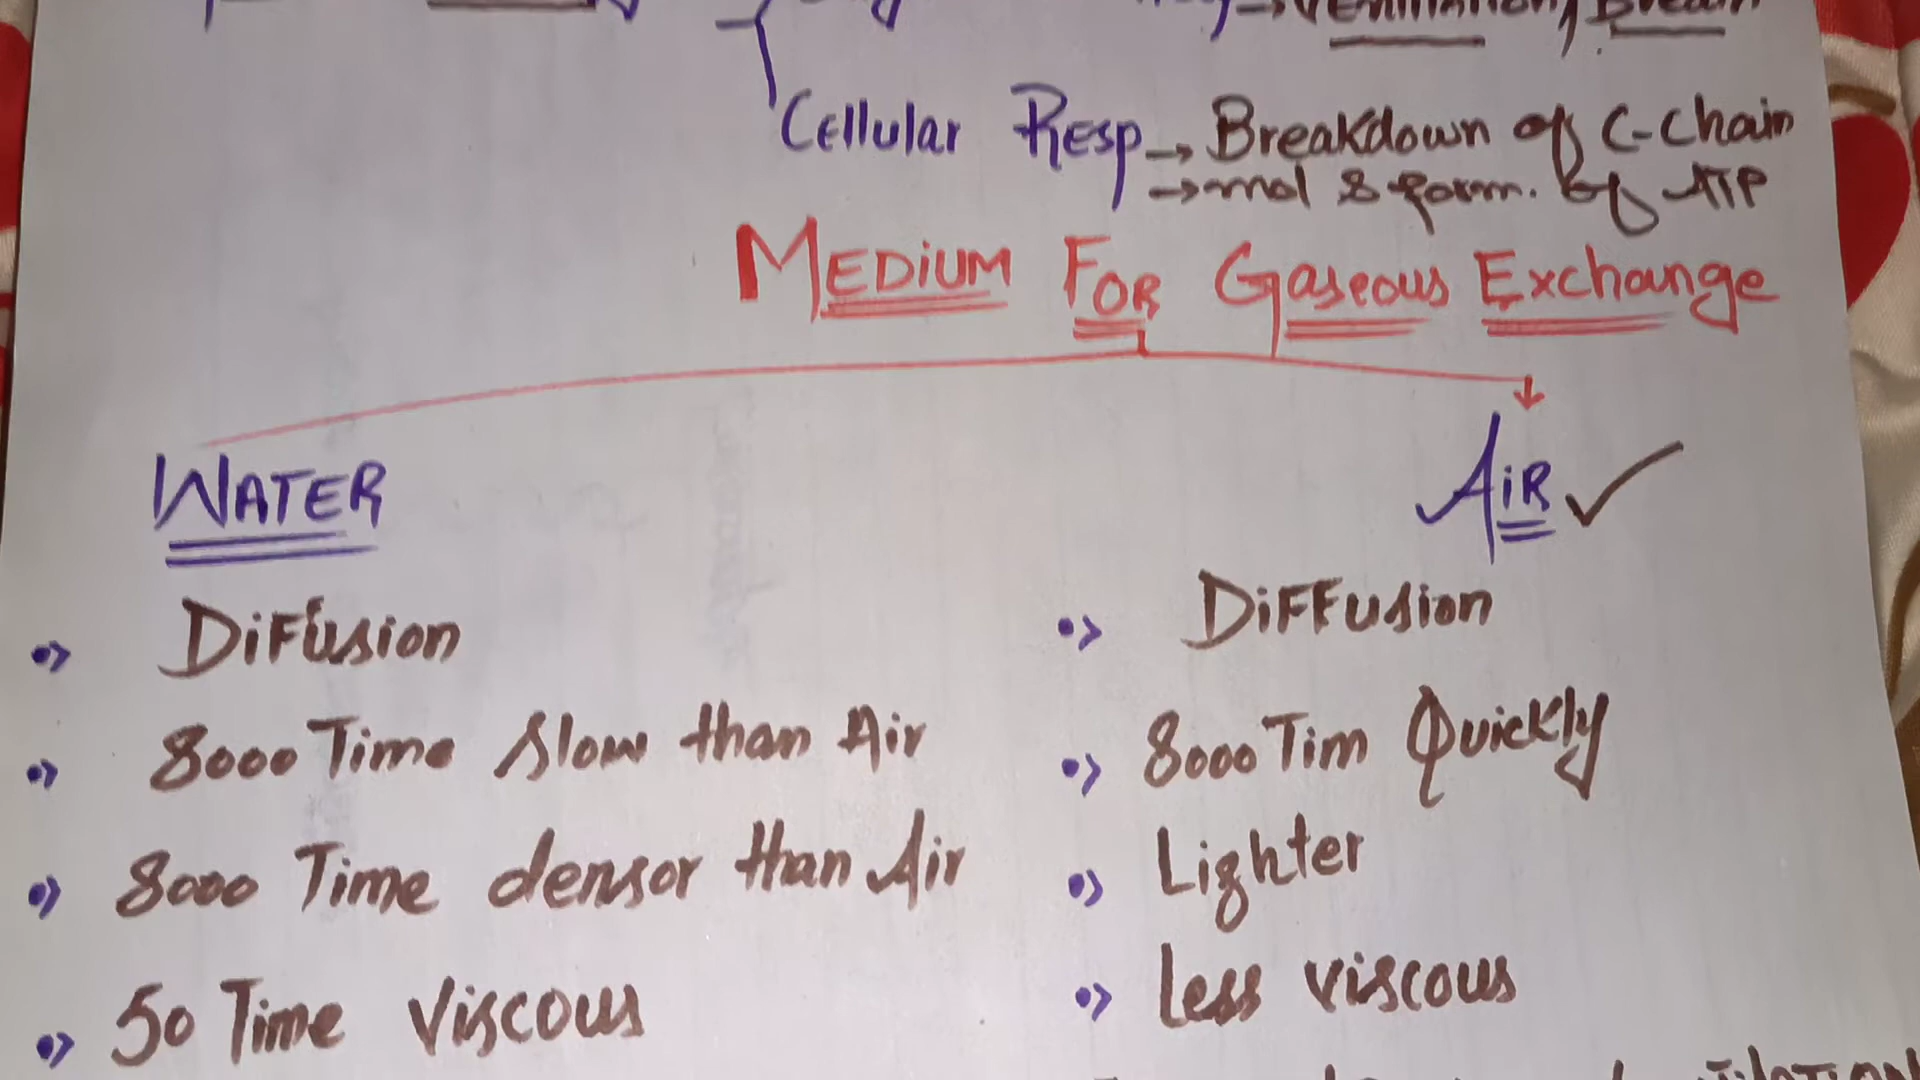 Cellular Resp → Breakdown of C-Chain
→ mol & form. of ATP
MEDIUM FOR Gaseous Exchange
WATER
AiR ✓
DiFusion
DiFFusion
8000 Time slow than Air
8000 Tim Quickly
8000 Time densor than Air
Lighter
50 Time viscous
less viscous